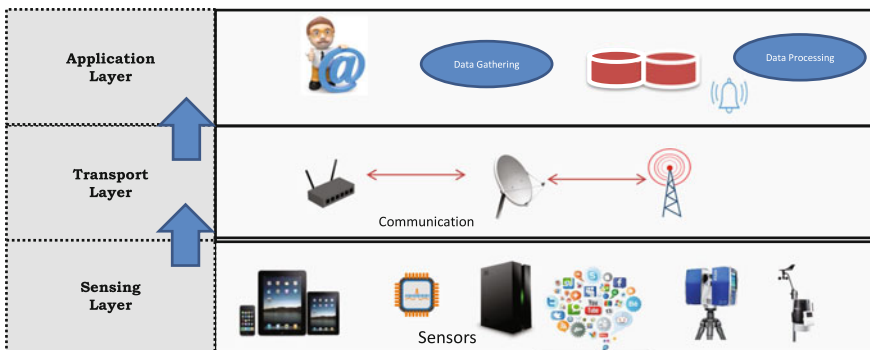 Application
Layer
@
Data Gathering
Data Processing
Transport
Layer
Communication
Sensing
Layer
Sensors